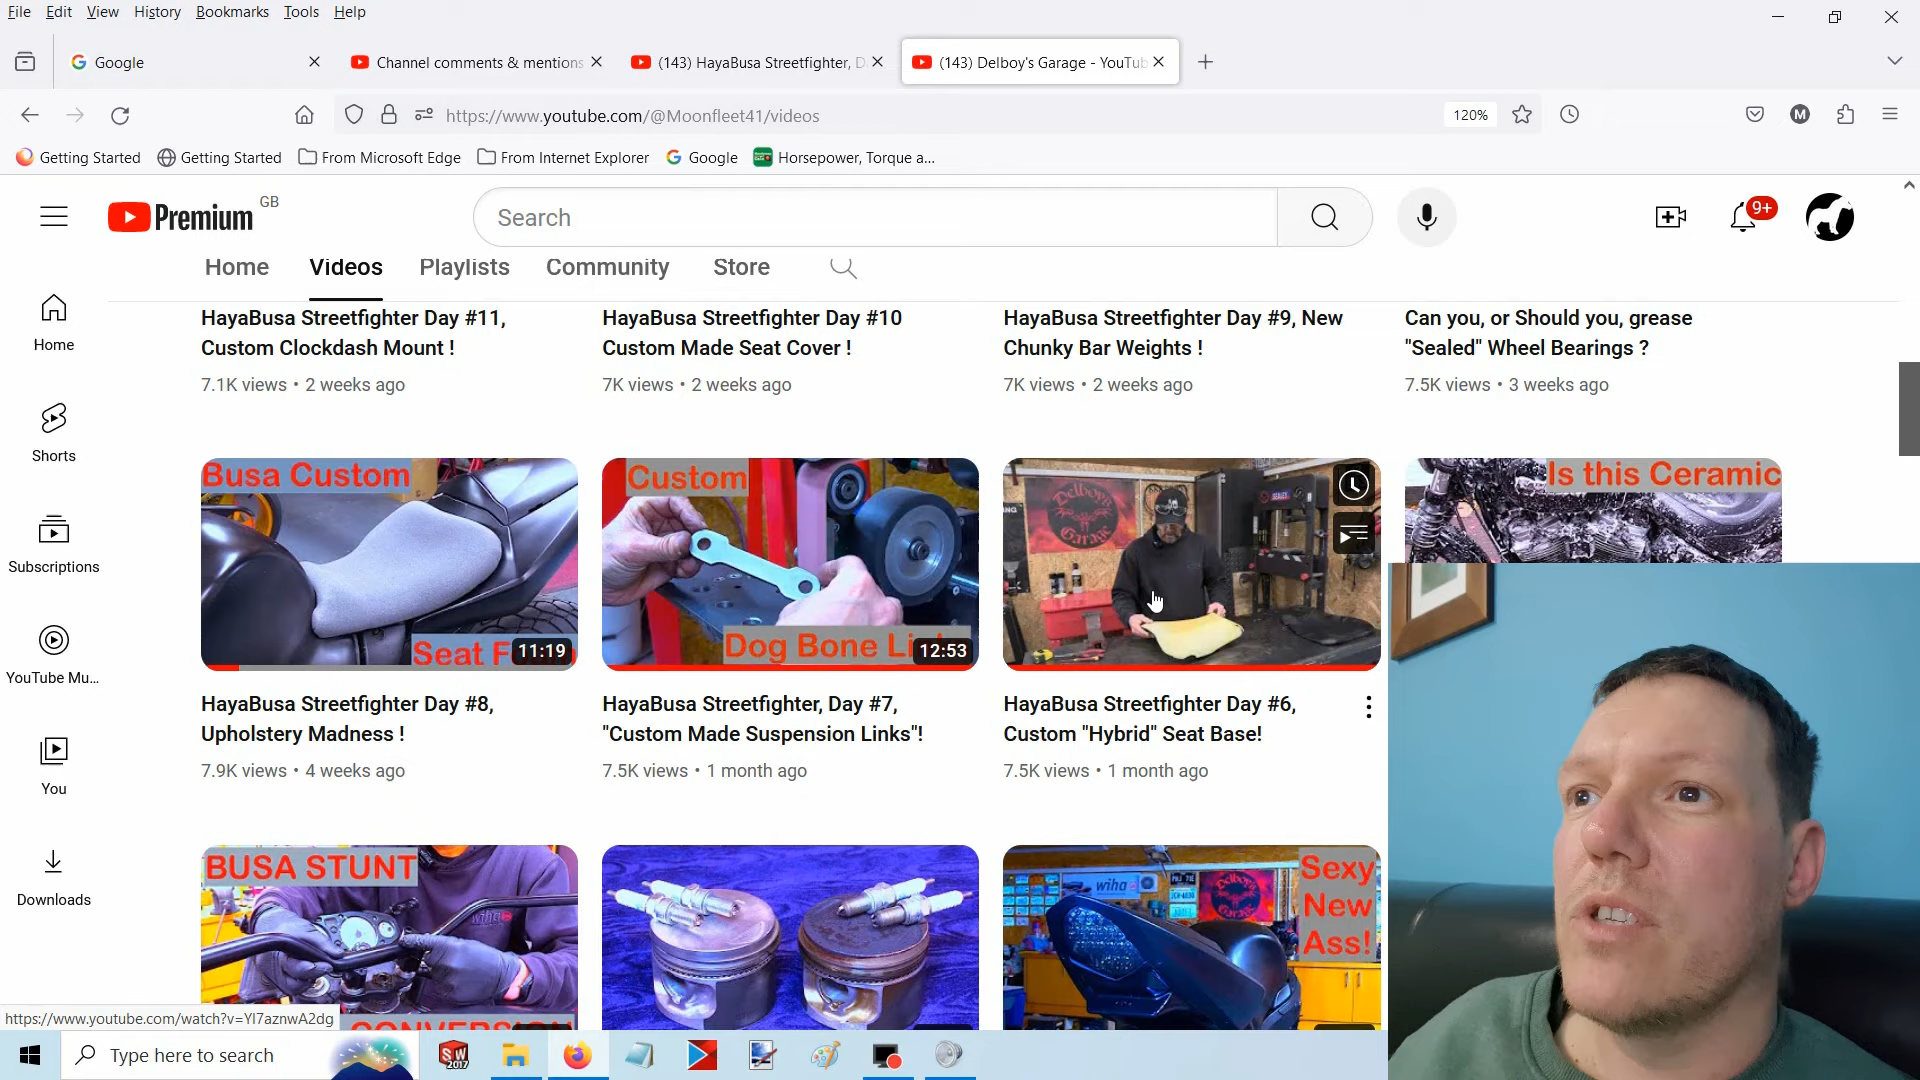 File Edit View History Bookmarks Tools Help
Google
Channel comments & mentions
(143) HayaBusa Streetfighter, D
(143) Delboy's Garage - YouTub
https://www.youtube.com/@Moonfleet41/videos
120%
M
Getting Started
Getting Started
From Microsoft Edge
From Internet Explorer
Google
Horsepower, Torque a...
Premium GB
Search
9+
Home Videos Playlists Community Store
Home
Shorts
Subscriptions
YouTube Mu...
You
Downloads
HayaBusa Streetfighter Day #11,
Custom Clockdash Mount !
7.1K views • 2 weeks ago
HayaBusa Streetfighter Day #10
Custom Made Seat Cover !
7K views • 2 weeks ago
HayaBusa Streetfighter Day #9, New
Chunky Bar Weights !
7K views • 2 weeks ago
Can you, or Should you, grease
"Sealed" Wheel Bearings ?
7.5K views • 3 weeks ago
Busa Custom
Seat F
11:19
HayaBusa Streetfighter Day #8,
Upholstery Madness !
7.9K views • 4 weeks ago
Custom
Dog Bone Li
12:53
HayaBusa Streetfighter, Day #7,
"Custom Made Suspension Links"!
7.5K views • 1 month ago
Delboy's
Garage
HayaBusa Streetfighter Day #6,
Custom "Hybrid" Seat Base!
7.5K views • 1 month ago
Is this Ceramic
BUSA STUNT
wiha
CONVERSION
wiha
Sexy
New
Ass!
https://www.youtube.com/watch?v=Yl7aznwA2dg
Type here to search
SW
2017